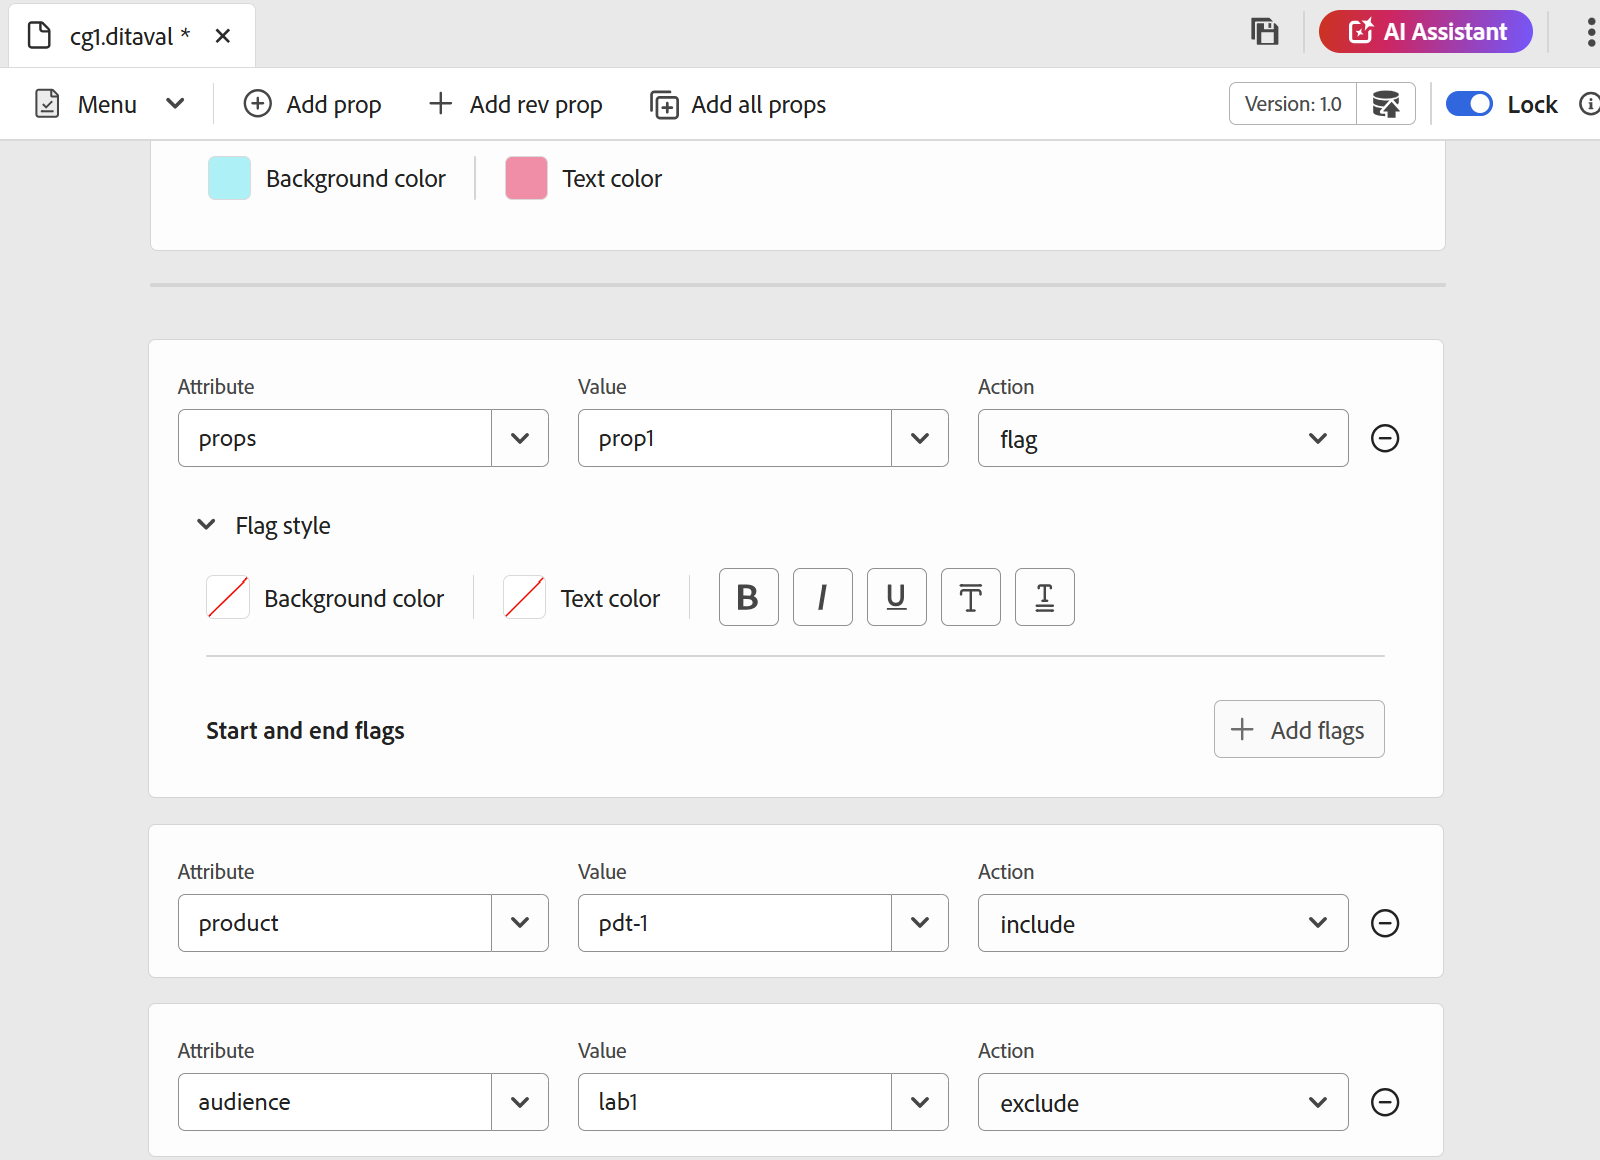 cg1.ditaval *
AI Assistant
Menu
Add prop
Add rev prop
Add all props
Version: 1.0
Lock
Background color
Text color
Attribute
Value
Action
props
prop1
flag
Flag style
Background color
Text color
B
I
U
T
T
Start and end flags
Add flags
Attribute
Value
Action
product
pdt-1
include
Attribute
Value
Action
audience
lab1
exclude